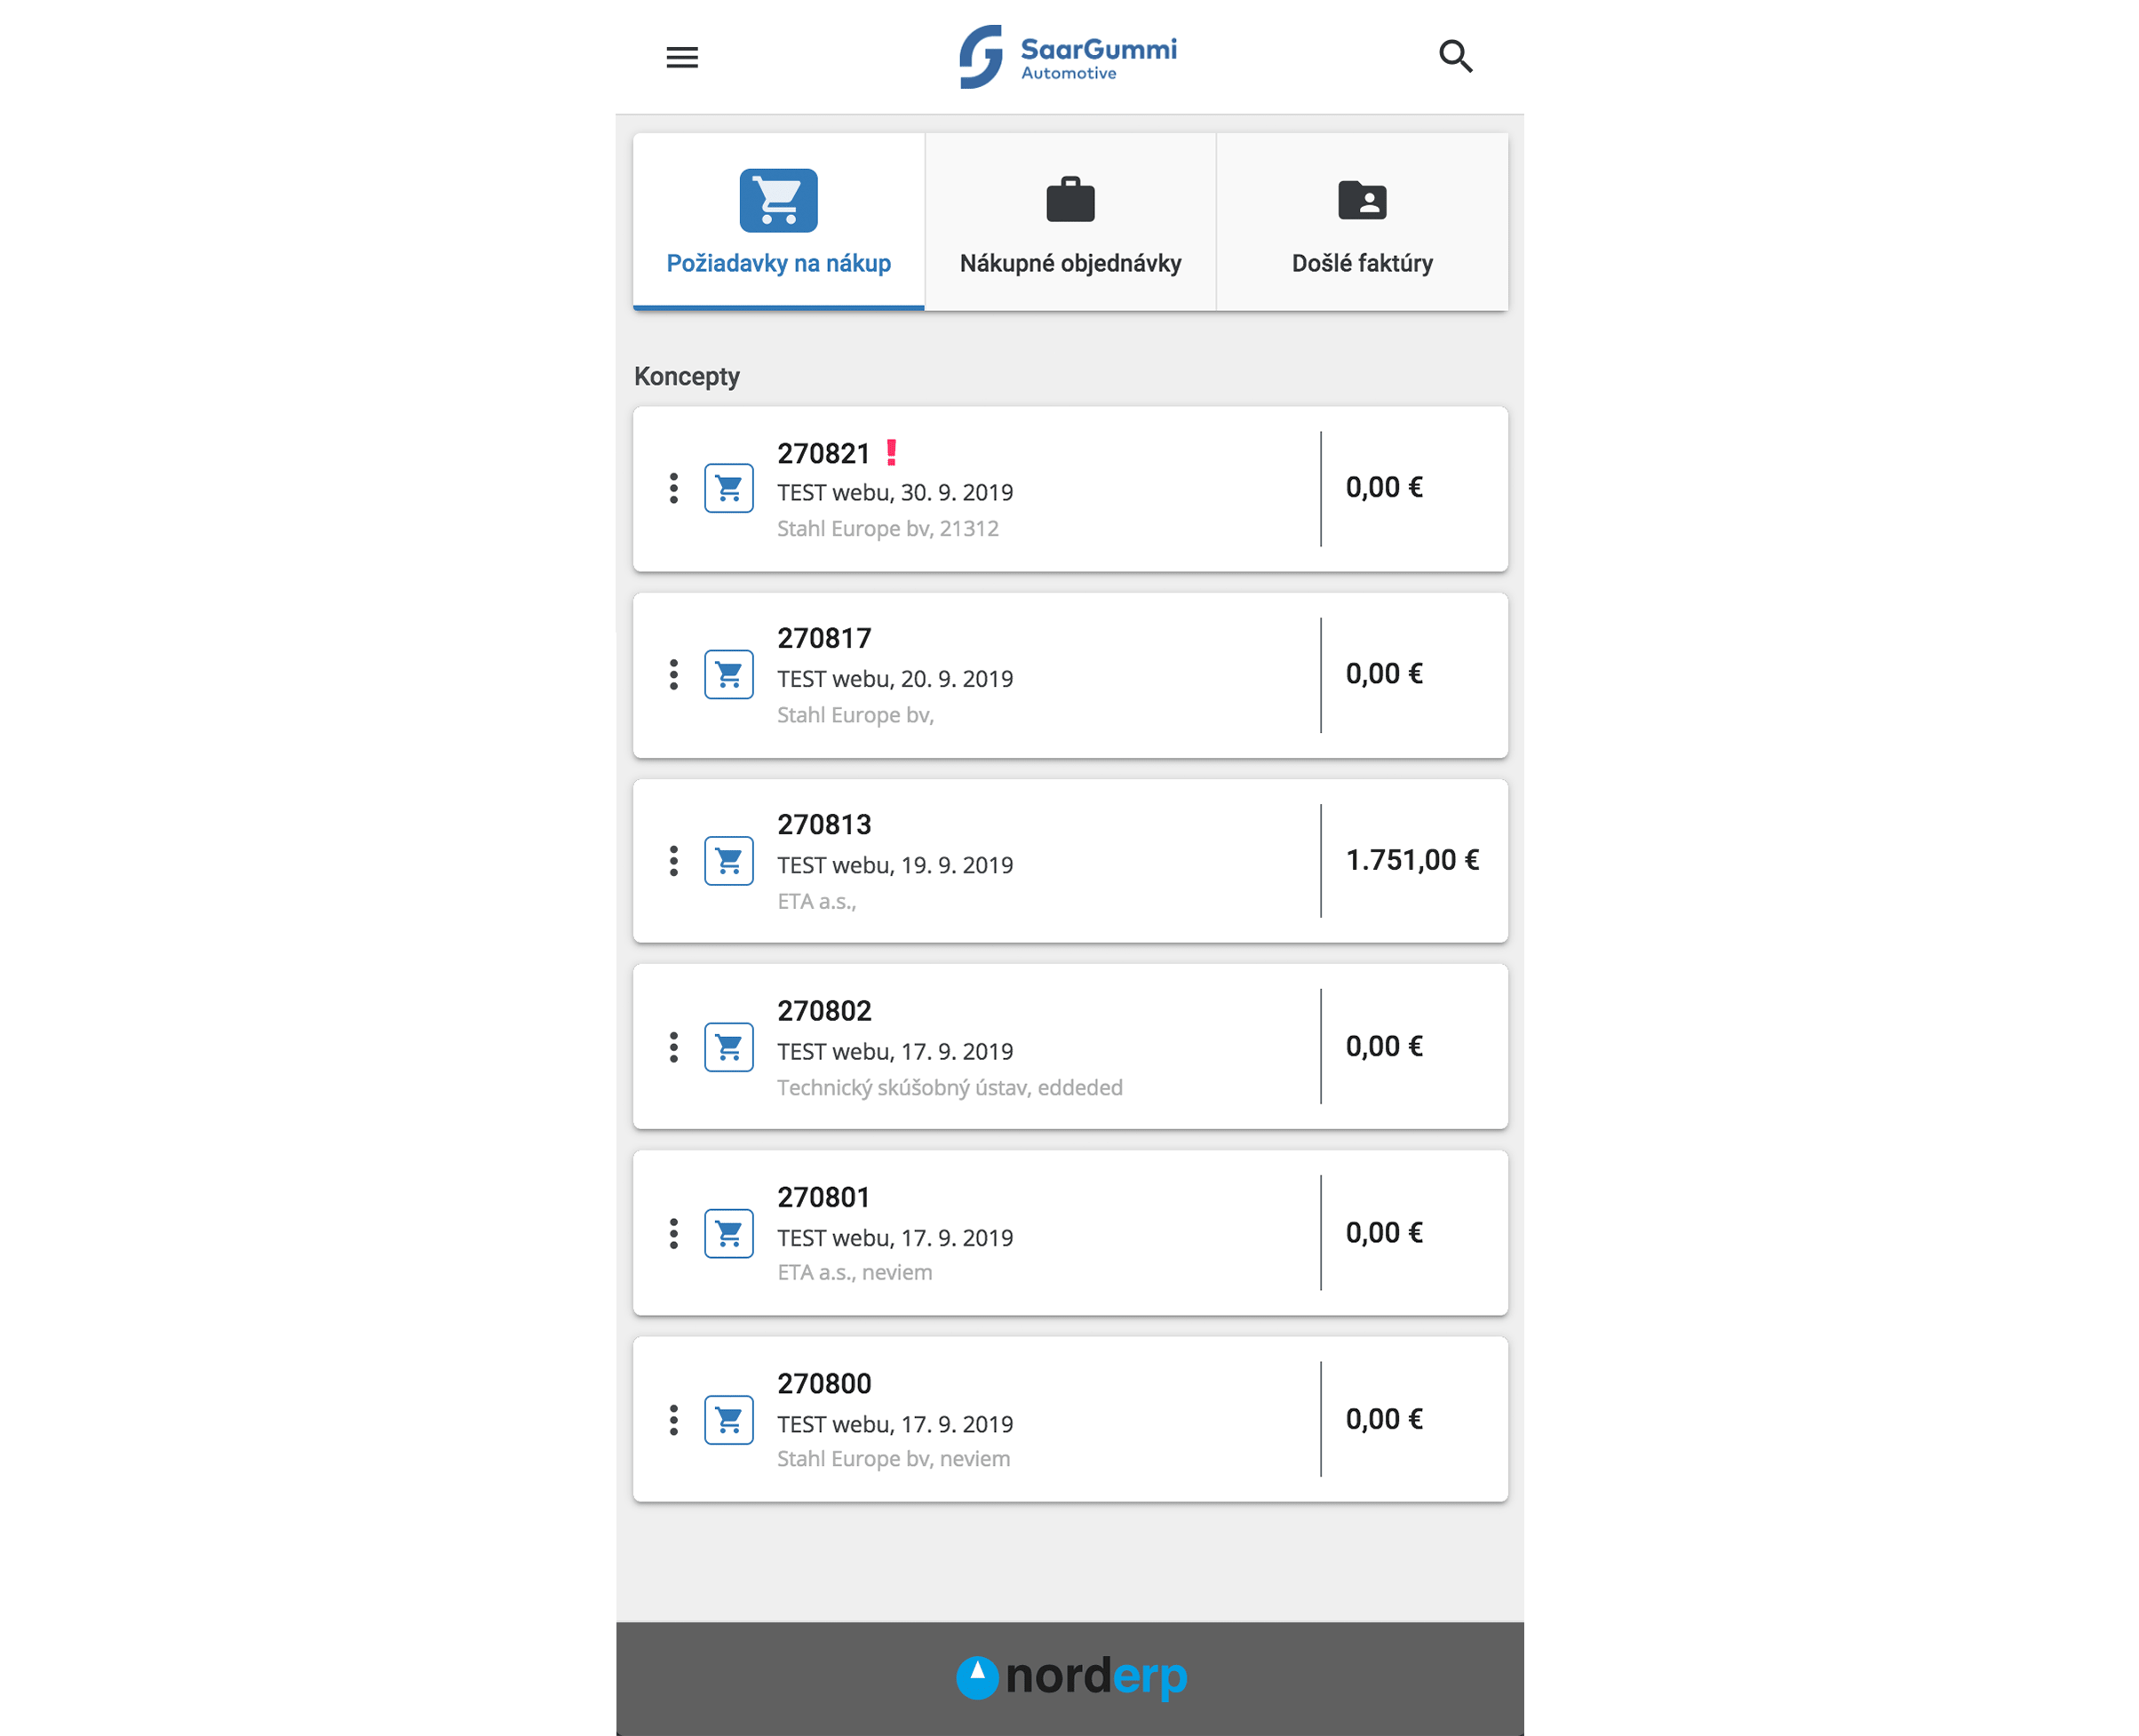 SaarGummi
Automotive
Požiadavky na nákup
Nákupné objednávky
Došlé faktúry
Koncepty
270821 !
TEST webu, 30. 9. 2019
Stahl Europe bv, 21312
0,00 €
270817
TEST webu, 20. 9. 2019
Stahl Europe bv,
0,00 €
270813
TEST webu, 19. 9. 2019
ETA a.s.,
1.751,00 €
270802
TEST webu, 17. 9. 2019
Technický skúšobný ústav, eddeded
0,00 €
270801
TEST webu, 17. 9. 2019
ETA a.s., neviem
0,00 €
270800
TEST webu, 17. 9. 2019
Stahl Europe bv, neviem
0,00 €
norderp